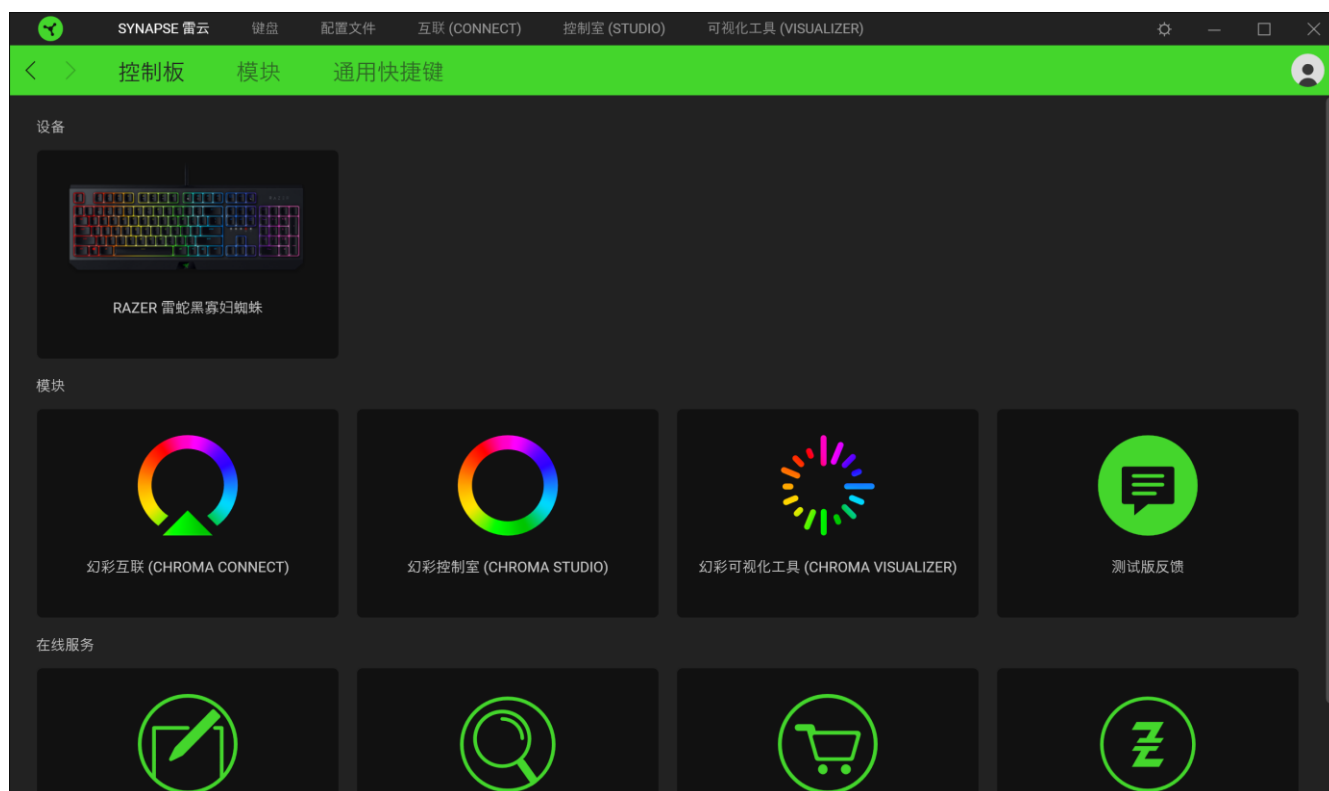 SYNAPSE 雷云 键盘 配置文件 互联 (CONNECT) 控制室 (STUDIO) 可视化工具 (VISUALIZER)
控制板 模块 通用快捷键
设备
RAZER 雷蛇黑寡妇蜘蛛
模块
幻彩互联 (CHROMA CONNECT) 幻彩控制室 (CHROMA STUDIO) 幻彩可视化工具 (CHROMA VISUALIZER) 测试版反馈
在线服务